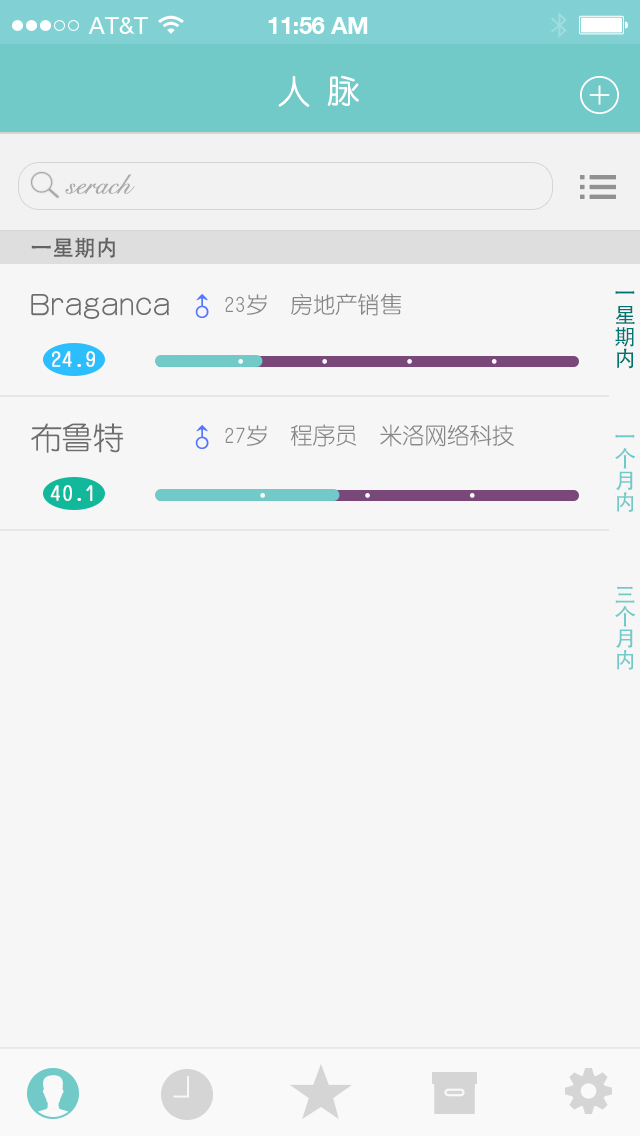 AT&T 11:56 AM
人 脉
serach
一星期内
Braganca 23岁 房地产销售
24.9
布鲁特 27岁 程序员 米洛网络科技
40.1
一星期内
一个月内
三个月内